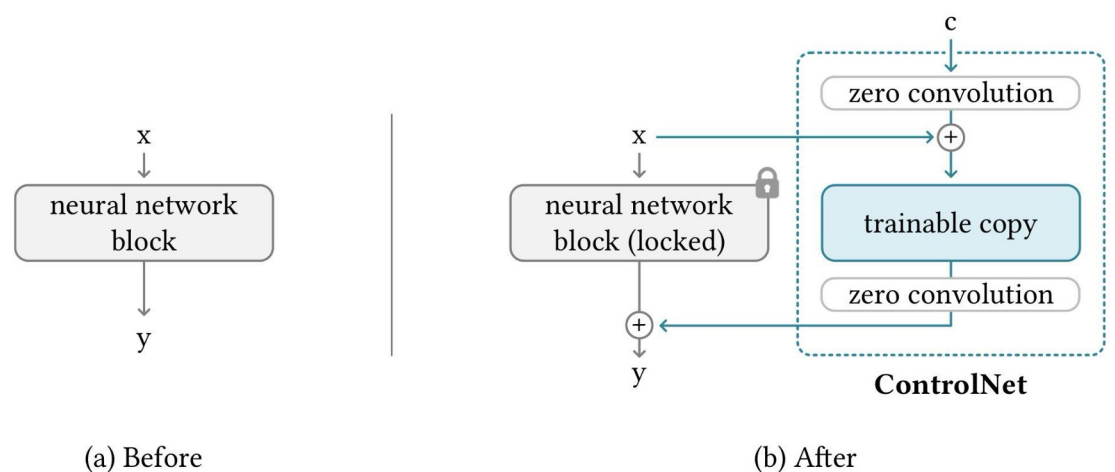 x
neural network
block
y
(a) Before
c
zero convolution
x
+
neural network
block (locked)
trainable copy
zero convolution
+
y
ControlNet
(b) After